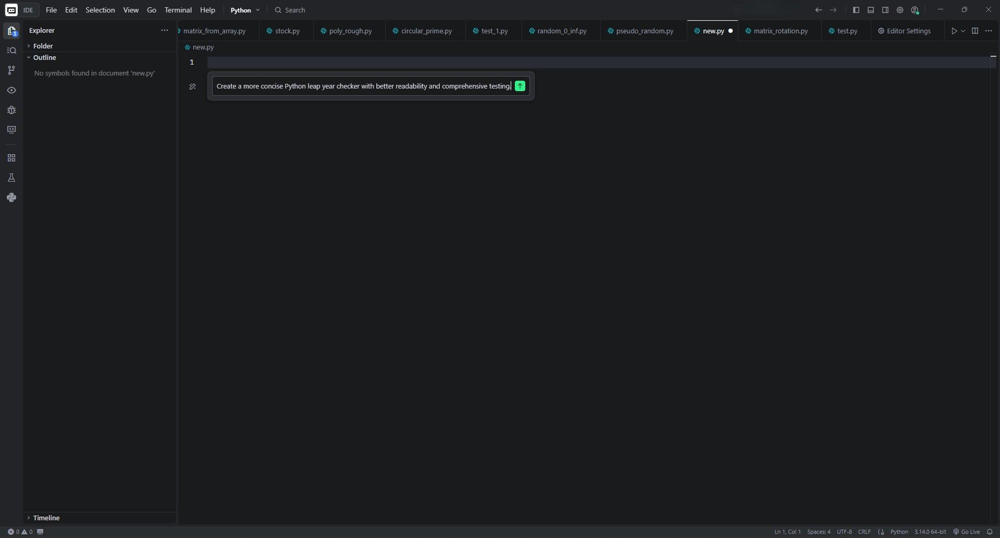 IDE File Edit Selection View Go Terminal Help Python Search
Explorer
Folder
Outline
No symbols found in document 'new.py'
Timeline
matrix_from_array.py stock.py poly_rough.py circular_prime.py test_1.py random_0_inf.py pseudo_random.py new.py matrix_rotation.py test.py Editor Settings
new.py
1
Create a more concise Python leap year checker with better readability and comprehensive testing.
0 0 Ln 1, Col 1 Spaces: 4 UTF-8 CRLF {} Python 3.14.0 64-bit Go Live